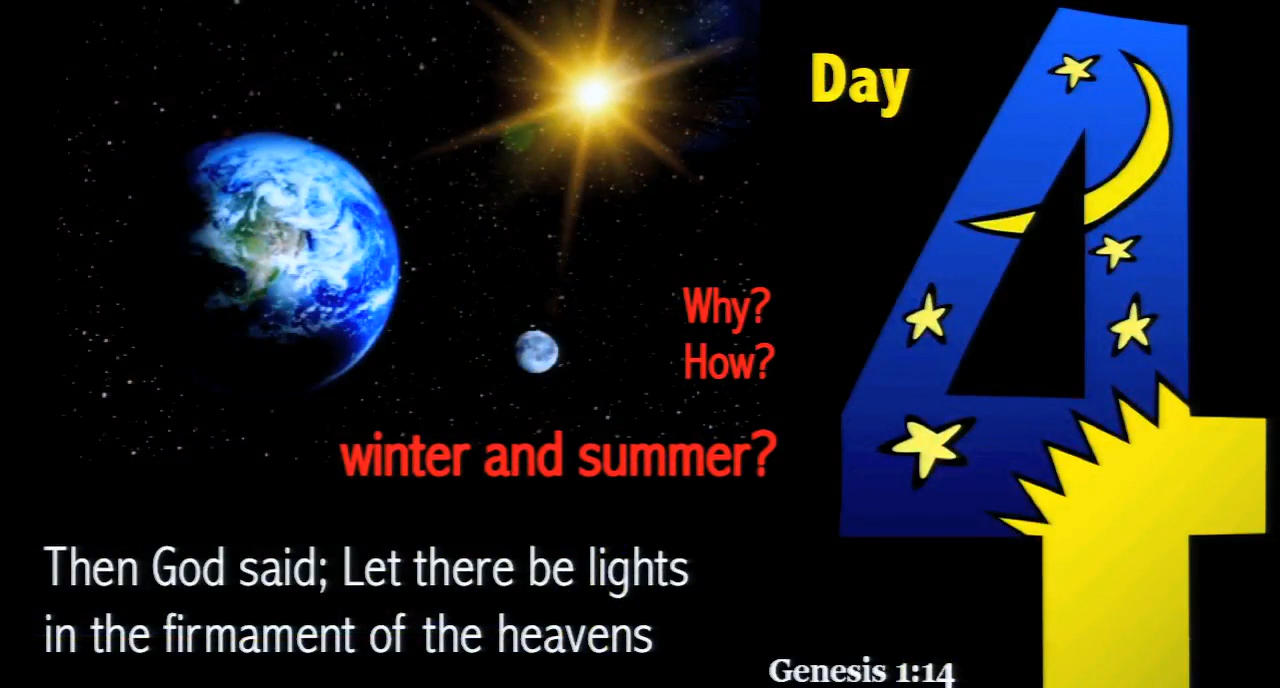 Day
4
Why?
How?
winter and summer?
Then God said; Let there be lights
in the firmament of the heavens
Genesis 1:14